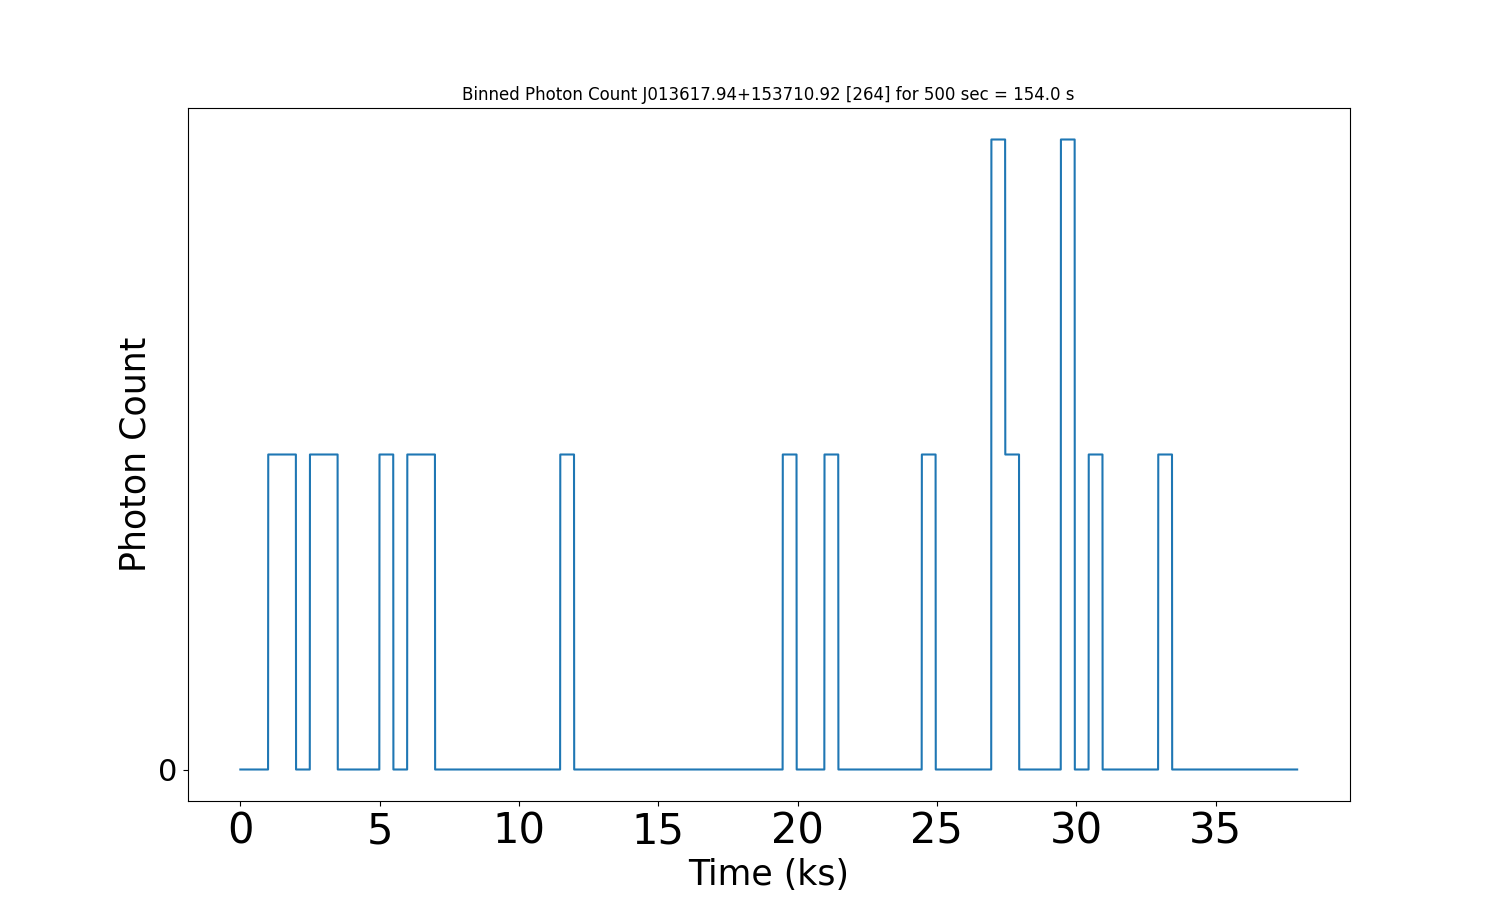 Binned Photon Count J013617.94+153710.92 [264] for 500 sec = 154.0 s
Photon Count
0
0 5 10 15 20 25 30 35
Time (ks)